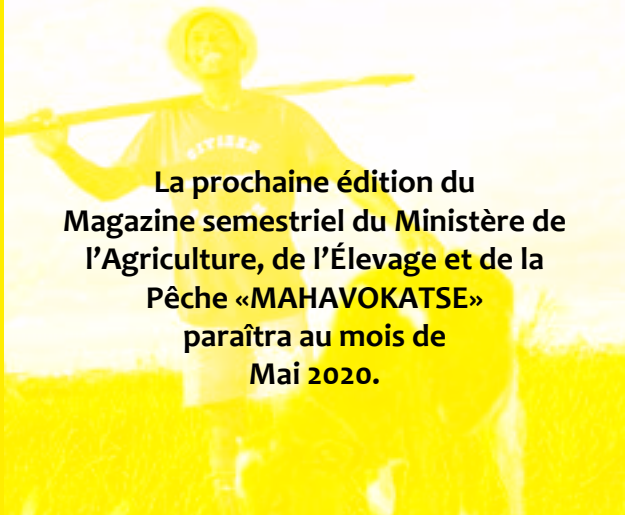 CITIZEN
La prochaine édition du
Magazine semestriel du Ministère de
l’Agriculture, de l’Élevage et de la
Pêche «MAHAVOKATSE»
paraîtra au mois de
Mai 2020.